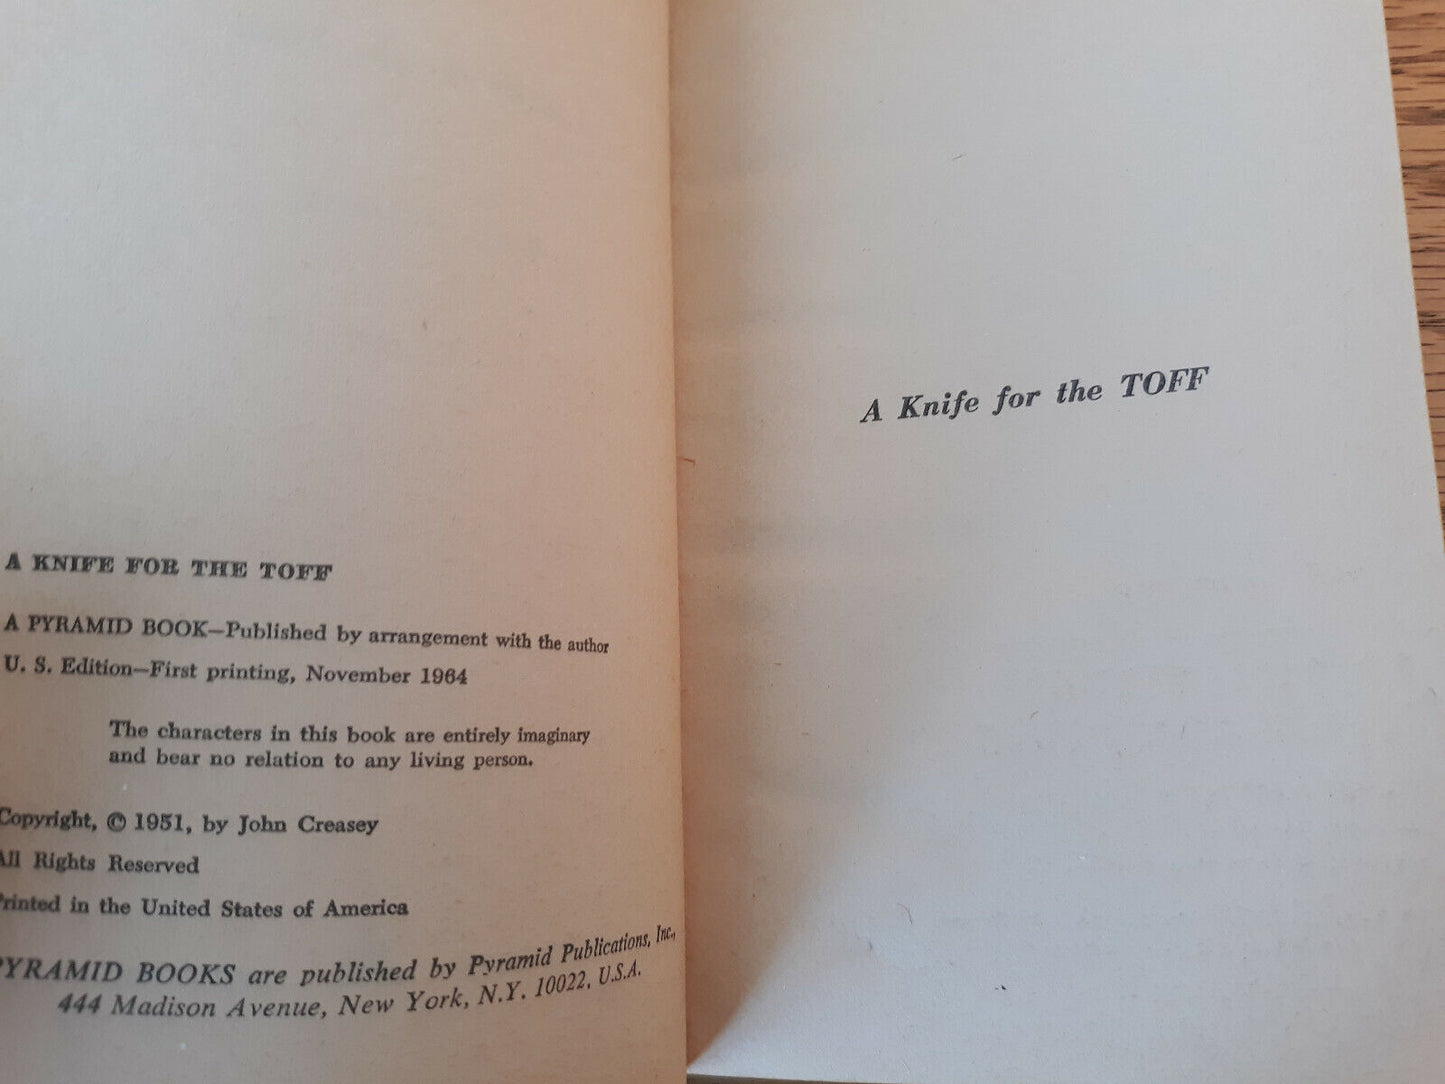 A KNIFE FOR THE TOFF
A PYRAMID BOOK—Published by arrangement with the author
U. S. Edition—First printing, November 1964
The characters in this book are entirely imaginary
and bear no relation to any living person.
Copyright, © 1951, by John Creasey
All Rights Reserved
Printed in the United States of America
PYRAMID BOOKS are published by Pyramid Publications, Inc.,
444 Madison Avenue, New York, N.Y. 10022, U.S.A.
A Knife for the TOFF